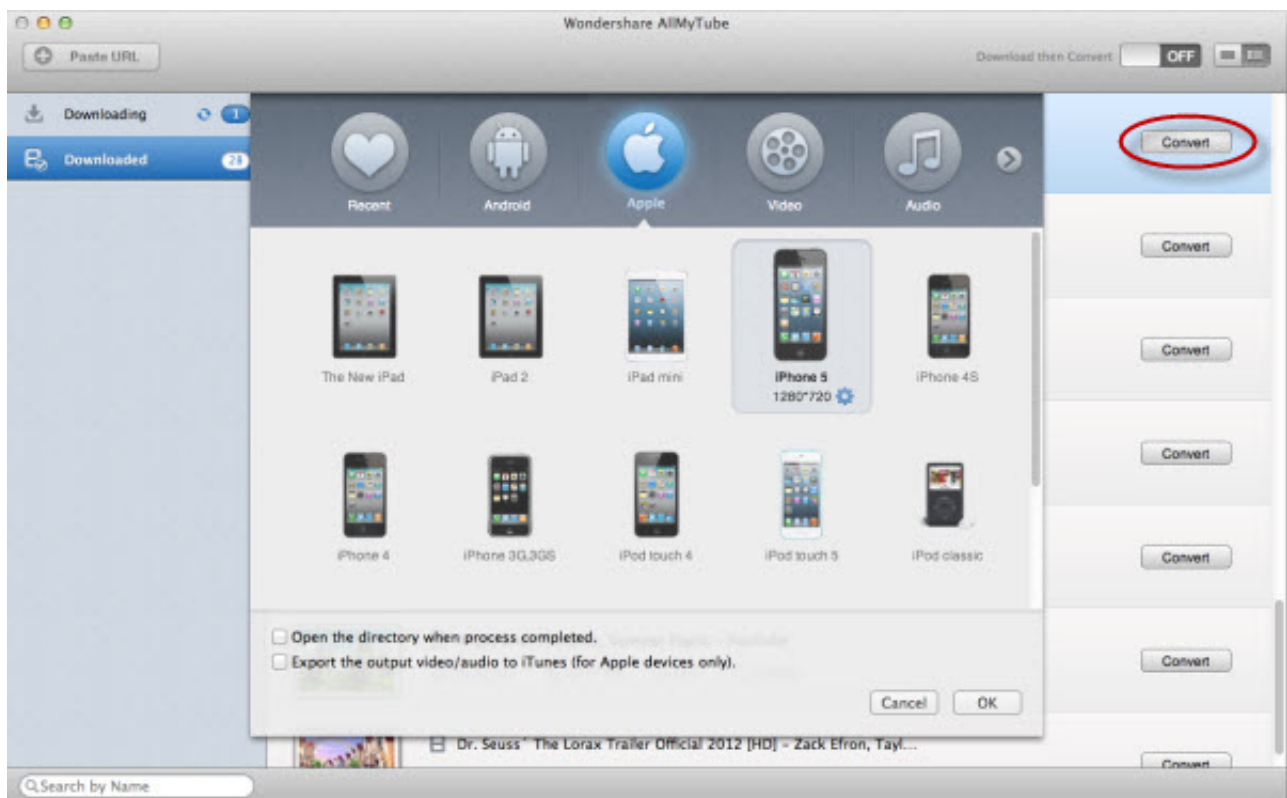 Wondershare AllMyTube
Paste URL
Download then Convert OFF
Downloading 1
Downloaded 28
Recent Android Apple Video Audio
Convert
Convert
The New iPad iPad 2 iPad mini iPhone 5 iPhone 4S
1280*720
Convert
Convert
iPhone 4 iPhone 3G,3GS iPod touch 4 iPod touch 5 iPod classic
Convert
Open the directory when process completed.
Export the output video/audio to iTunes (for Apple devices only).
Convert
Cancel OK
Dr. Seuss' The Lorax Trailer Official 2012 [HD] - Zack Efron, Tayl...
Convert
Search by Name